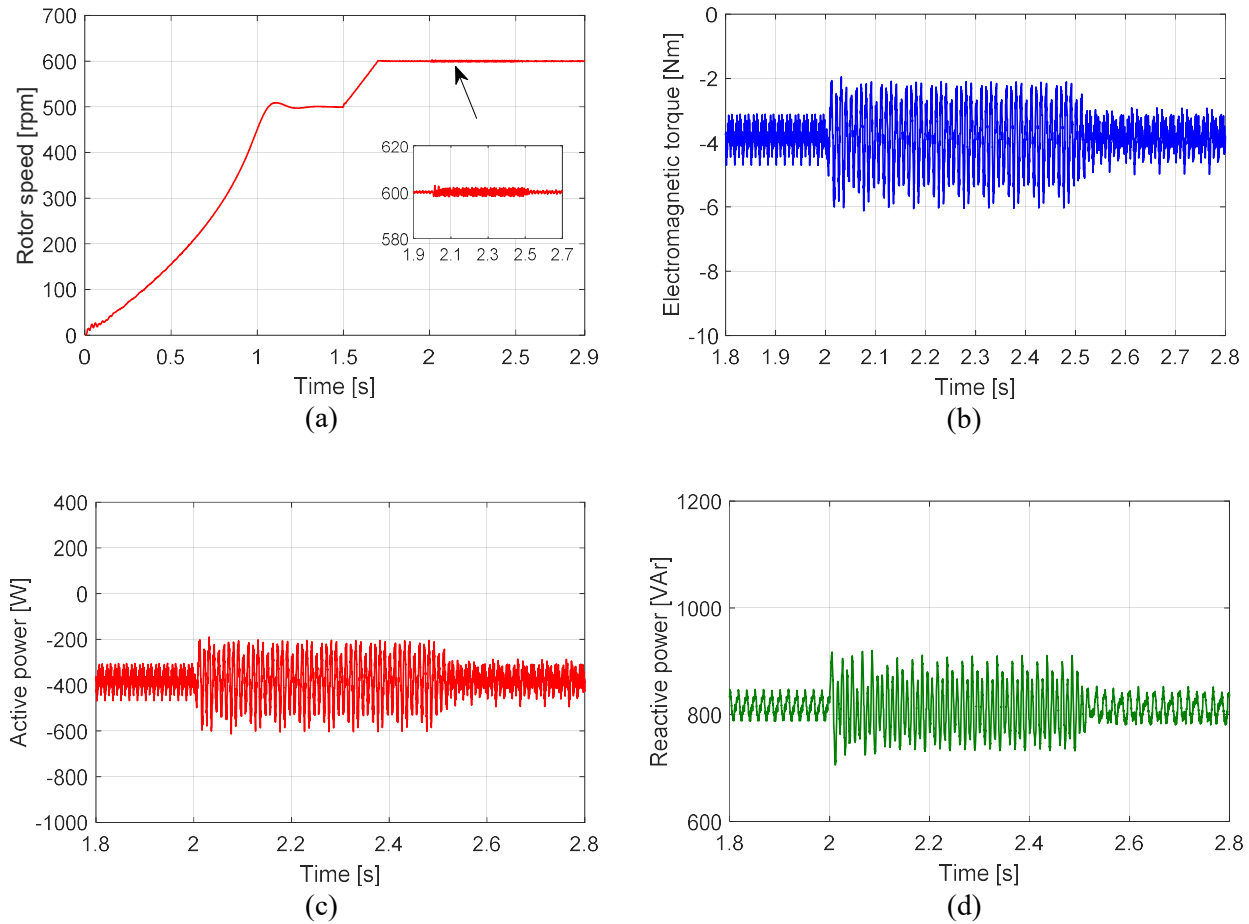 700
600
500
400
300
200
100
0
Rotor speed [rpm]
620
600
580
1.9 2.1 2.3 2.5 2.7
0 0.5 1 1.5 2 2.5 2.9
Time [s]
(a)
0
-2
-4
-6
-8
-10
Electromagnetic torque [Nm]
1.8 1.9 2 2.1 2.2 2.3 2.4 2.5 2.6 2.7 2.8
Time [s]
(b)
400
200
0
-200
-400
-600
-800
-1000
Active power [W]
1.8 2 2.2 2.4 2.6 2.8
Time [s]
(c)
1200
1000
800
600
Reactive power [VAr]
1.8 2 2.2 2.4 2.6 2.8
Time [s]
(d)